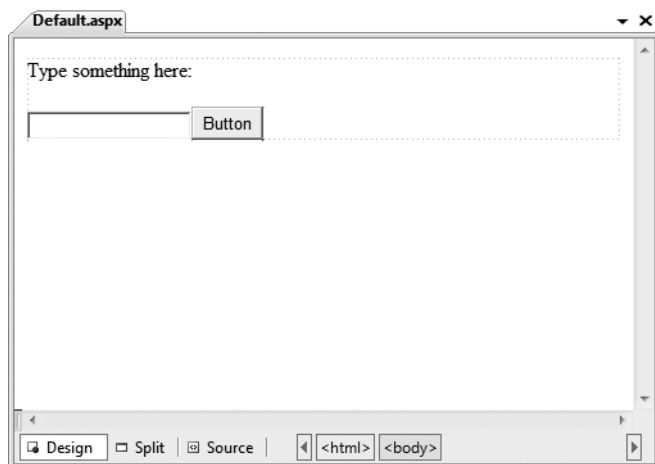 Default.aspx
Type something here:
Button
Design Split Source <html> <body>